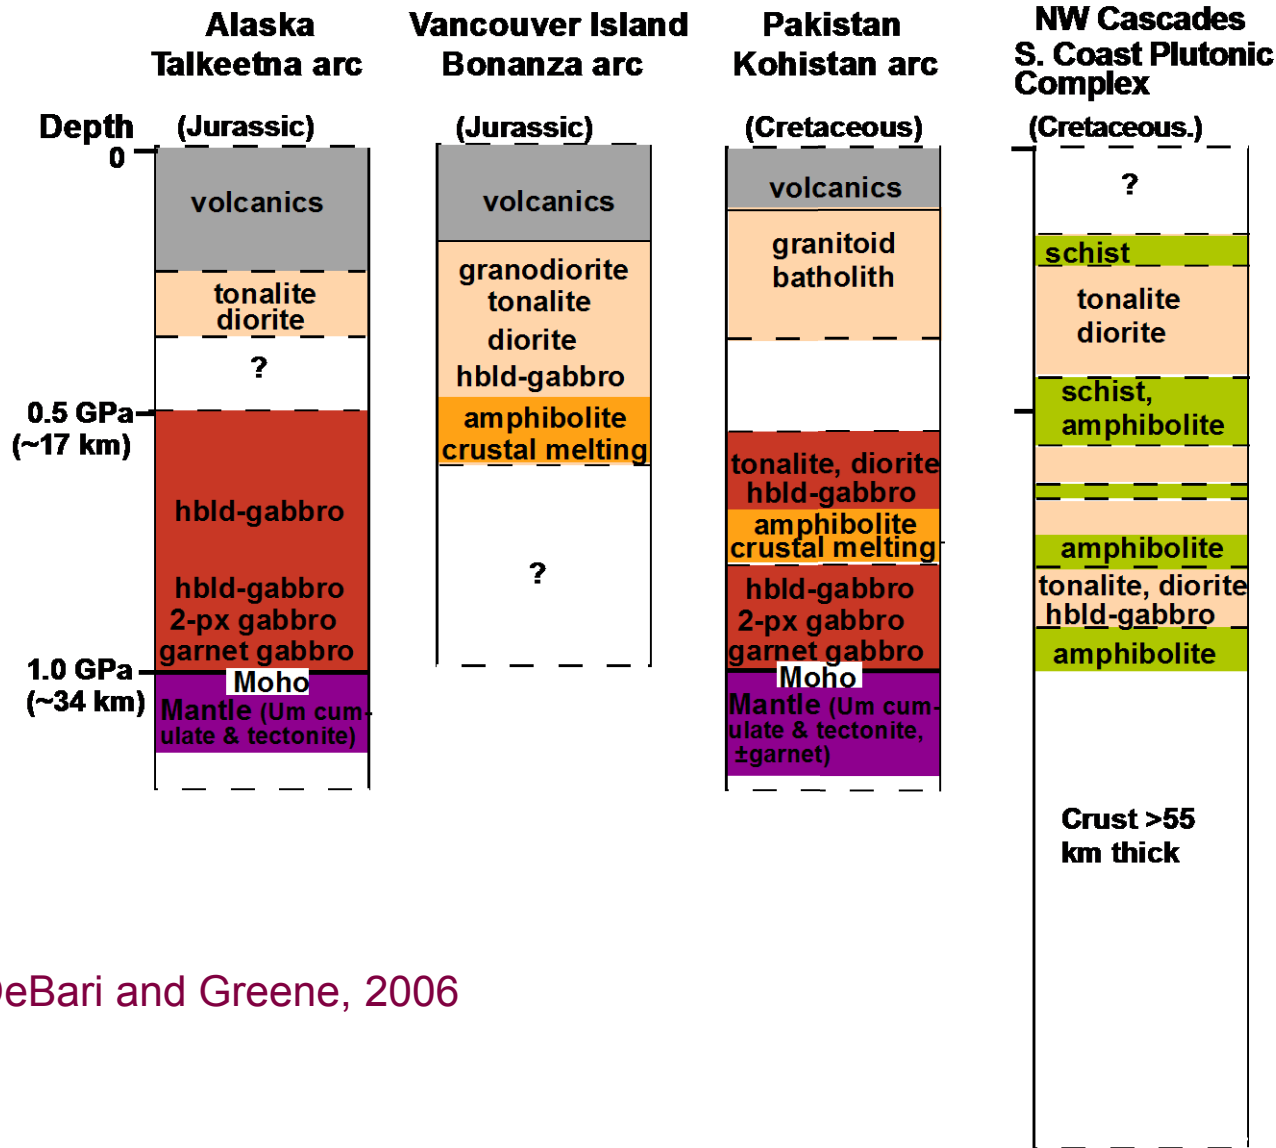 Alaska
Talkeetna arc
(Jurassic)
Vancouver Island
Bonanza arc
(Jurassic)
Pakistan
Kohistan arc
(Cretaceous)
NW Cascades
S. Coast Plutonic
Complex
(Cretaceous.)
Depth
0
0.5 GPa
(~17 km)
1.0 GPa
(~34 km)
volcanics
tonalite
diorite
?
hbld-gabbro
hbld-gabbro
2-px gabbro
garnet gabbro
Moho
Mantle (Um cum-
ulate & tectonite)
volcanics
granodiorite
tonalite
diorite
hbld-gabbro
amphibolite
crustal melting
?
volcanics
granitoid
batholith
tonalite, diorite
hbld-gabbro
amphibolite
crustal melting
hbld-gabbro
2-px gabbro
garnet gabbro
Moho
Mantle (Um cum-
ulate & tectonite,
±garnet)
?
schist
tonalite
diorite
schist,
amphibolite
amphibolite
tonalite, diorite
hbld-gabbro
amphibolite
Crust >55
km thick
DeBari and Greene, 2006